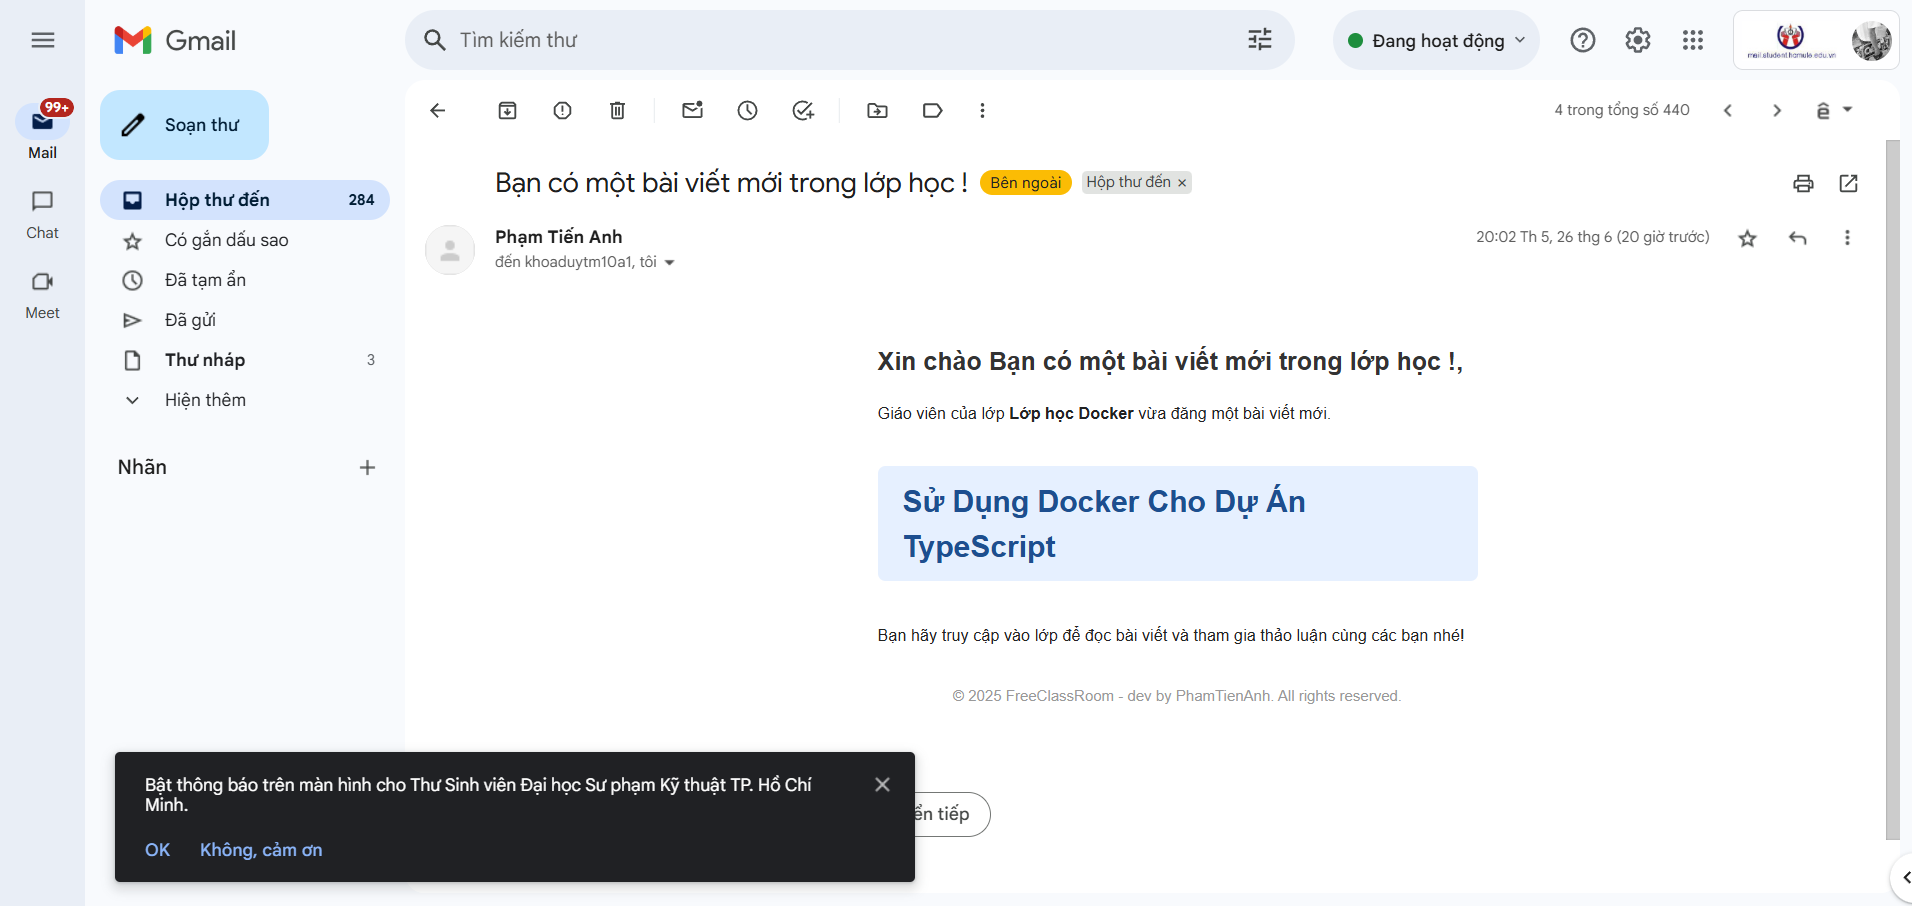 Gmail
Tìm kiếm thư
Đang hoạt động
mail.student.hcmute.edu.vn
99+
Mail
Chat
Meet
Soạn thư
Hộp thư đến 284
Có gắn dấu sao
Đã tạm ẩn
Đã gửi
Thư nháp 3
Hiện thêm
Nhãn
4 trong tổng số 440
ê
Bạn có một bài viết mới trong lớp học ! Bên ngoài Hộp thư đến
Phạm Tiến Anh
20:02 Th 5, 26 thg 6 (20 giờ trước)
đến khoaduytm10a1, tôi
Xin chào Bạn có một bài viết mới trong lớp học !,
Giáo viên của lớp Lớp học Docker vừa đăng một bài viết mới.
Sử Dụng Docker Cho Dự Án
TypeScript
Bạn hãy truy cập vào lớp để đọc bài viết và tham gia thảo luận cùng các bạn nhé!
© 2025 FreeClassRoom - dev by PhamTienAnh. All rights reserved.
Bật thông báo trên màn hình cho Thư Sinh viên Đại học Sư phạm Kỹ thuật TP. Hồ Chí
Minh.
OK Không, cảm ơn
ển tiếp